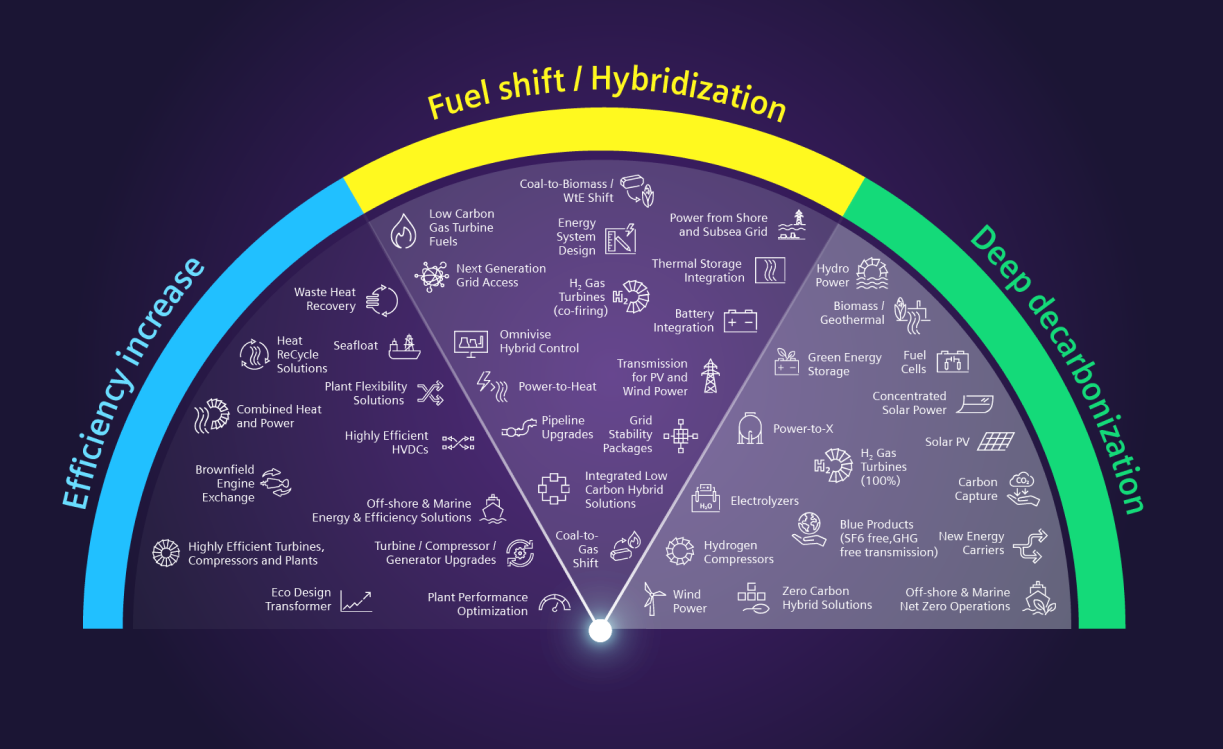 Fuel shift / Hybridization
Efficiency increase
Deep decarbonization
Waste Heat
Recovery
Heat
ReCycle
Solutions
Seafloat
Plant Flexibility
Solutions
Combined Heat
and Power
Highly Efficient
HVDCs
Brownfield
Engine
Exchange
Off-shore & Marine
Energy & Efficiency Solutions
Highly Efficient Turbines,
Compressors and Plants
Turbine / Compressor /
Generator Upgrades
Eco Design
Transformer
Plant Performance
Optimization
Coal-to-Biomass /
WtE Shift
Low Carbon
Gas Turbine
Fuels
Energy
System
Design
Power from Shore
and Subsea Grid
Next Generation
Grid Access
Thermal Storage
Integration
H₂ Gas
Turbines
(co-firing)
H₂
Battery
Integration
Omnivise
Hybrid Control
Transmission
for PV and
Wind Power
Power-to-Heat
Pipeline
Upgrades
Grid
Stability
Packages
Integrated Low
Carbon Hybrid
Solutions
Coal-to-
Gas
Shift
Hydro
Power
Biomass /
Geothermal
Green Energy
Storage
Fuel
Cells
Concentrated
Solar Power
Power-to-X
Solar PV
H₂
H₂ Gas
Turbines
(100%)
Carbon
Capture
CO₂
H₂O
Electrolyzers
Blue Products
(SF6 free,GHG
free transmission)
New Energy
Carriers
Hydrogen
Compressors
Wind
Power
Zero Carbon
Hybrid Solutions
Off-shore & Marine
Net Zero Operations